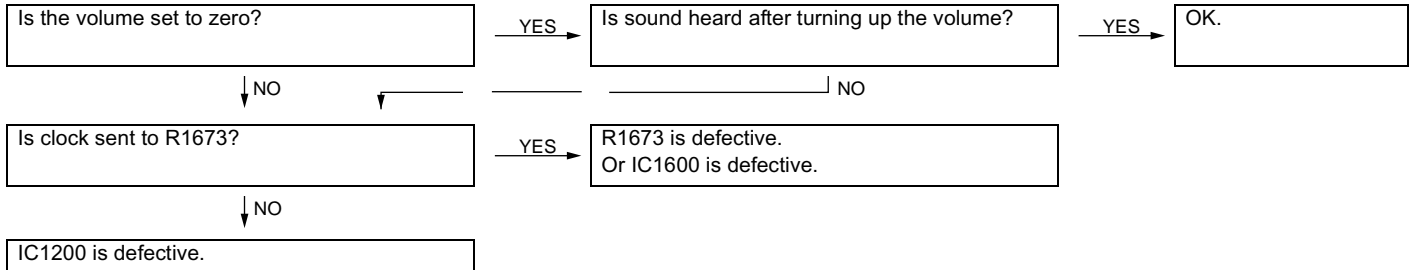 Is the volume set to zero?
YES
Is sound heard after turning up the volume?
YES
OK.
NO
NO
Is clock sent to R1673?
YES
R1673 is defective.
Or IC1600 is defective.
NO
IC1200 is defective.